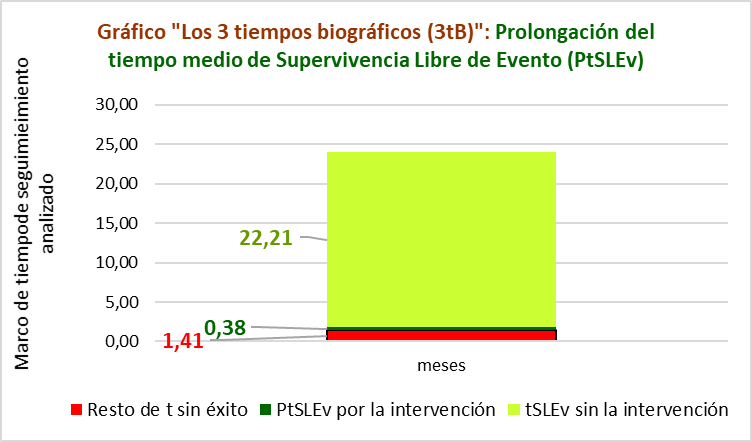 Gráfico "Los 3 tiempos biográficos (3tB)": Prolongación del
tiempo medio de Supervivencia Libre de Evento (PtSLEv)
Marco de tiempode seguimieimiento
analizado
30,00
25,00
20,00
15,00
10,00
5,00
0,00
22,21
0,38
1,41
meses
Resto de t sin éxito
PtSLEv por la intervención
tSLEv sin la intervención